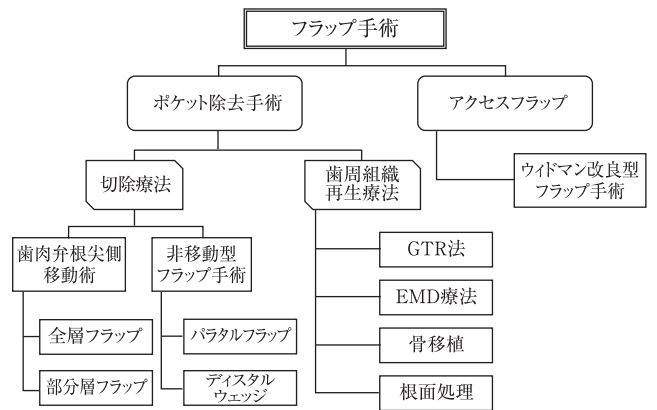 フラップ手術
ポケット除去手術
アクセスフラップ
切除療法
歯周組織
再生療法
ウィドマン改良型
フラップ手術
歯肉弁根尖側
移動術
非移動型
フラップ手術
GTR法
EMD療法
骨移植
根面処理
全層フラップ
部分層フラップ
パラタルフラップ
ディスタル
ウェッジ